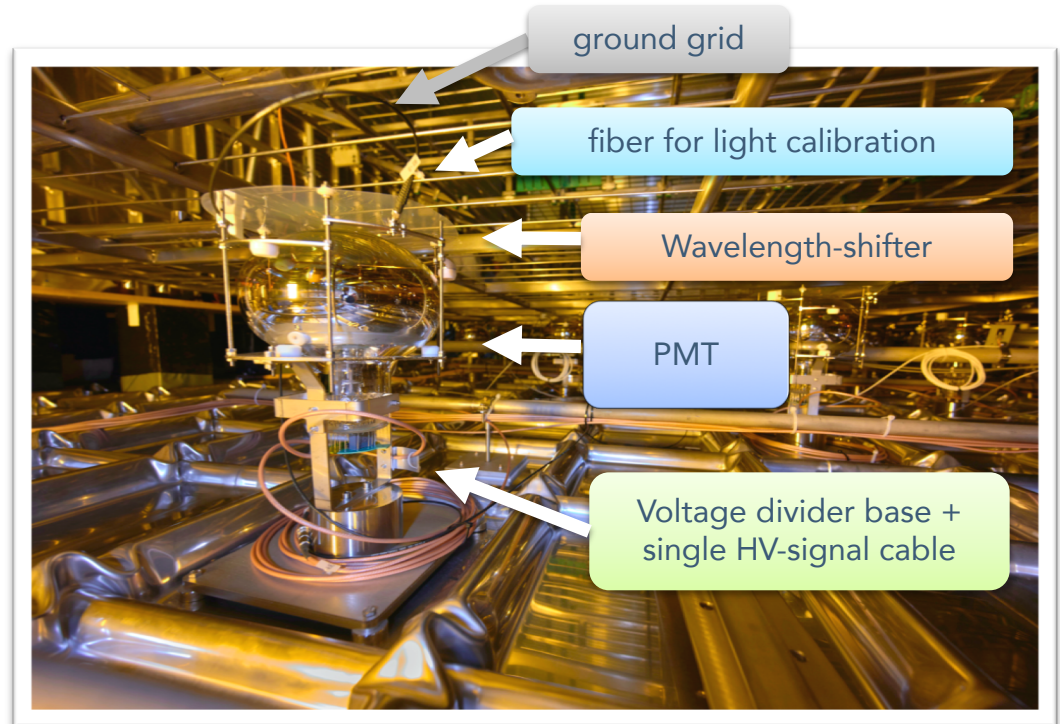 ground grid
fiber for light calibration
Wavelength-shifter
PMT
Voltage divider base +
single HV-signal cable